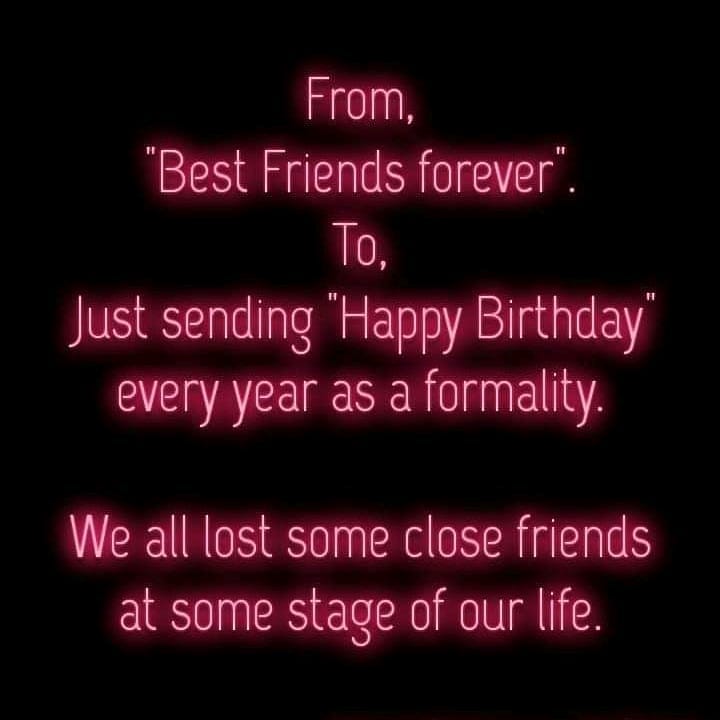 From,
"Best Friends forever".
To,
Just sending "Happy Birthday"
every year as a formality.
We all lost some close friends
at some stage of our life.